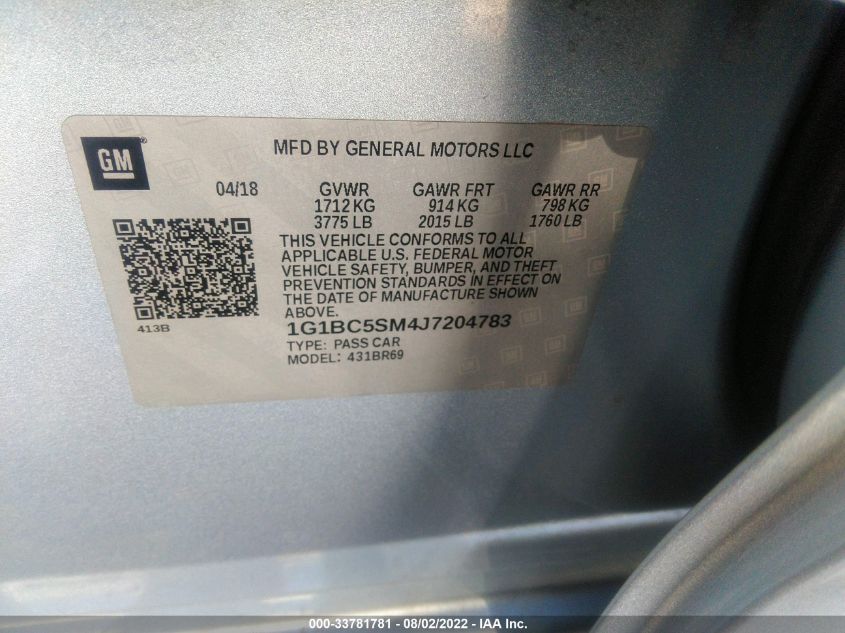 GM®
MFD BY GENERAL MOTORS LLC
04/18 GVWR GAWR FRT GAWR RR
1712 KG 914 KG 798 KG
3775 LB 2015 LB 1760 LB
THIS VEHICLE CONFORMS TO ALL
APPLICABLE U.S. FEDERAL MOTOR
VEHICLE SAFETY, BUMPER, AND THEFT
PREVENTION STANDARDS IN EFFECT ON
THE DATE OF MANUFACTURE SHOWN
ABOVE.
413B
1G1BC5SM4J7204783
TYPE: PASS CAR
MODEL: 431BR69
000-33781781 - 08/02/2022 - IAA Inc.